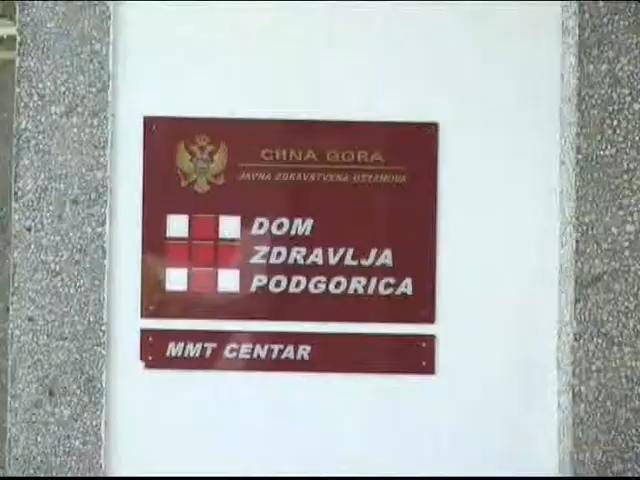 CRNA GORA
JAVNA ZDRAVSTVENA USTANOVA
DOM
ZDRAVLJA
PODGORICA
MMT CENTAR